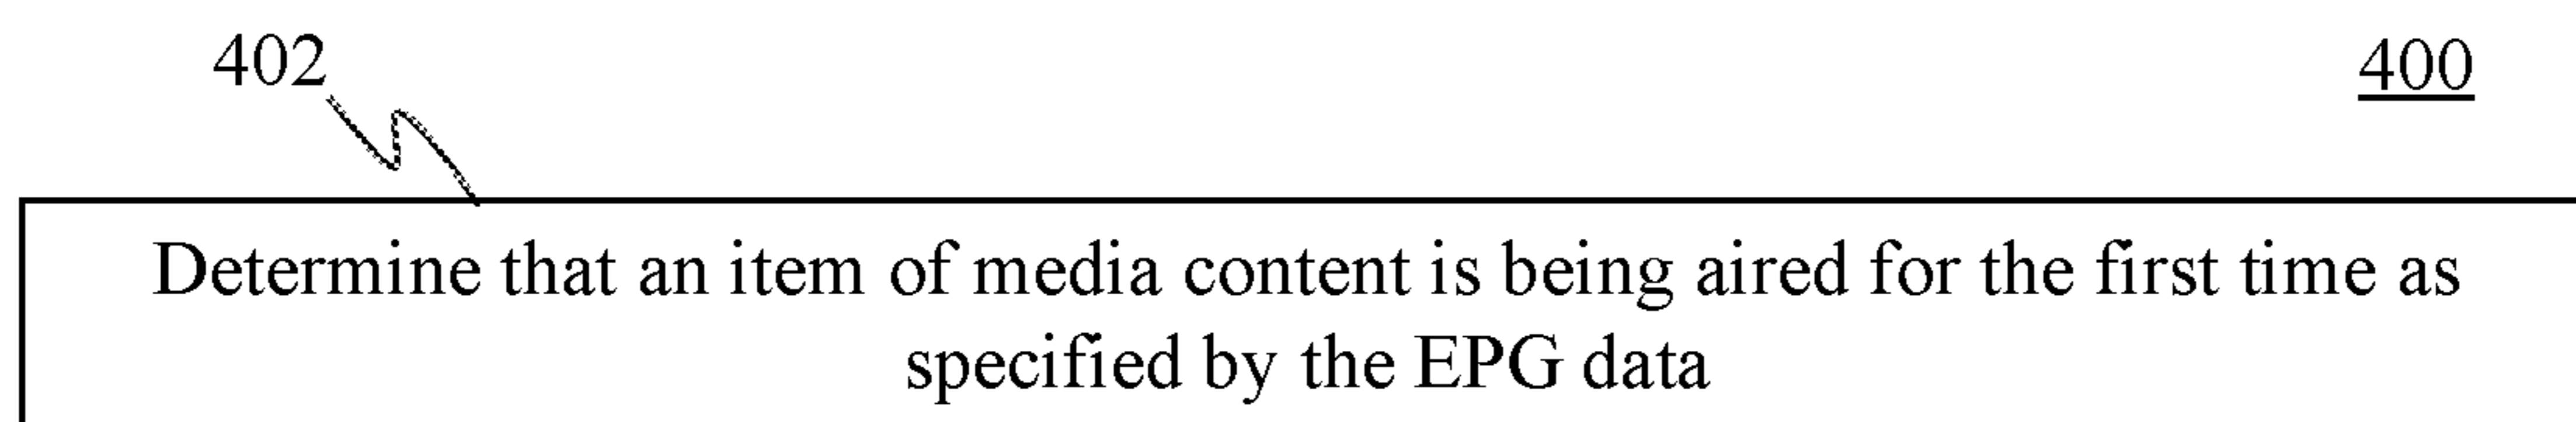 402 400
Determine that an item of media content is being aired for the first time as
specified by the EPG data